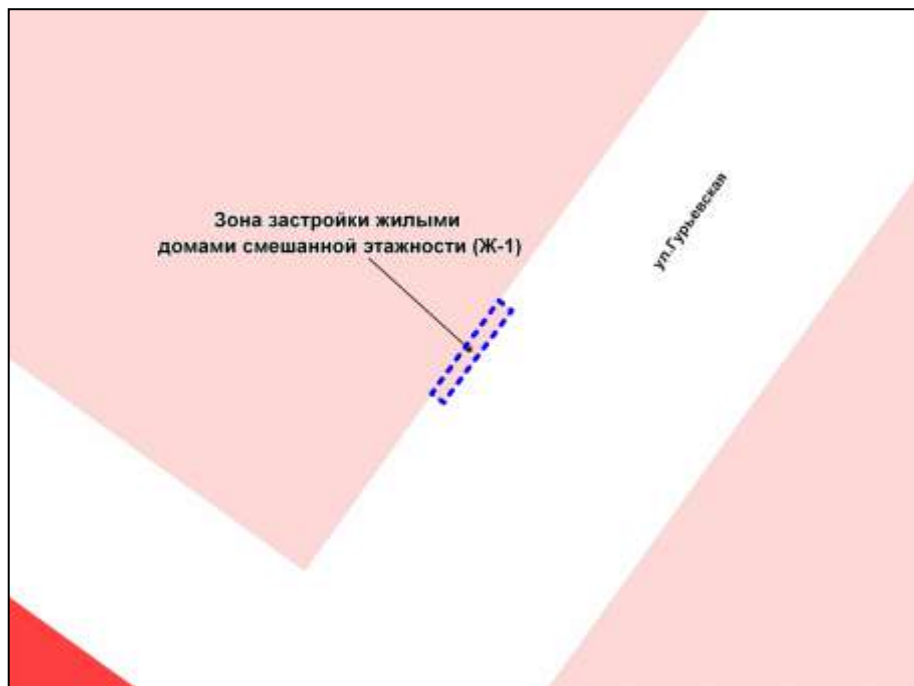 Зона застройки жилыми
домами смешанной этажности (Ж-1)
ул.Гурьевская